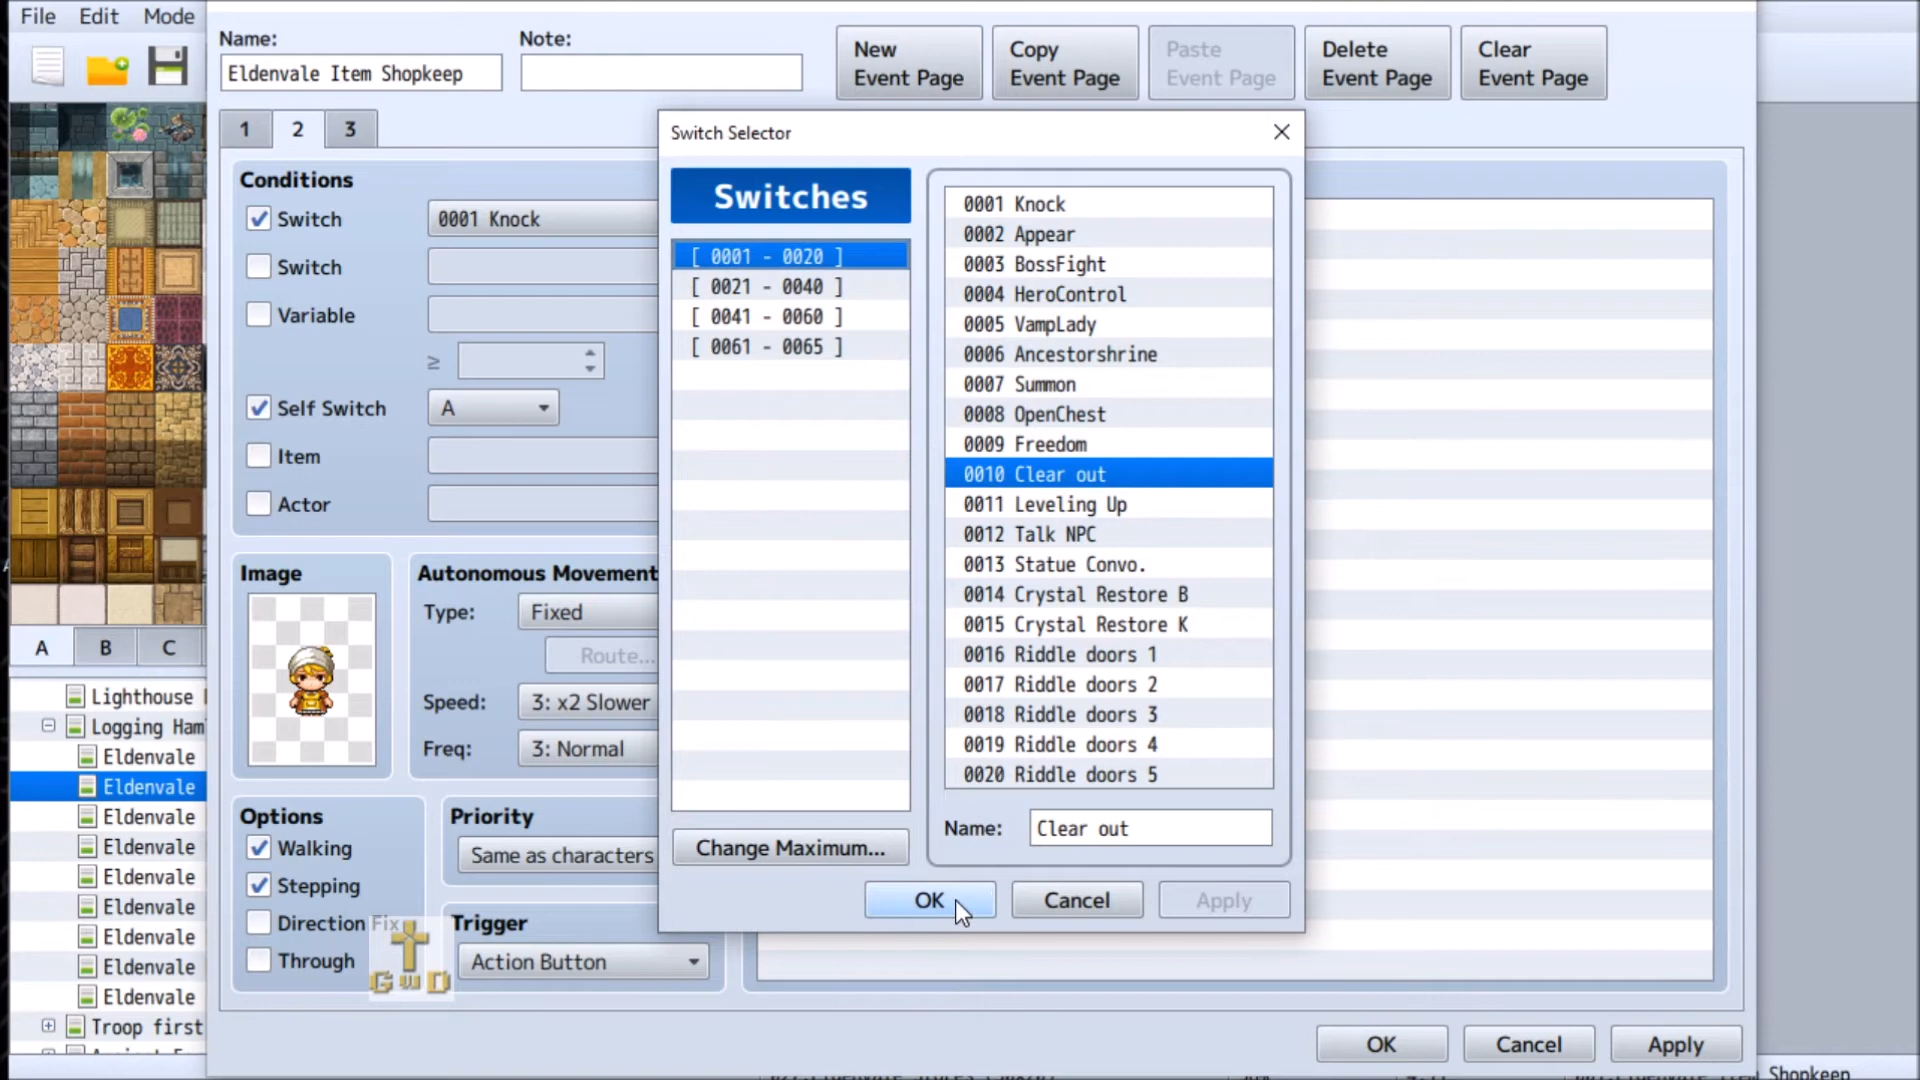 File Edit Mode
Name:
Note:
Eldenvale Item Shopkeep
New
Event Page
Copy
Event Page
Paste
Event Page
Delete
Event Page
Clear
Event Page
1 2 3
Conditions
Switch 0001 Knock
Switch
Variable
≥
Self Switch A
Item
Actor
Image
Autonomous Movement
Type: Fixed
Route...
Speed: 3: x2 Slower
Freq: 3: Normal
Options
Walking
Stepping
Direction Fix
Through
Priority
Same as characters
Trigger
Action Button
GWD
A B C
Lighthouse
Logging Ham
Eldenvale
Eldenvale
Eldenvale
Eldenvale
Eldenvale
Eldenvale
Eldenvale
Eldenvale
Eldenvale
Troop first
Switch Selector
Switches
[ 0001 - 0020 ]
[ 0021 - 0040 ]
[ 0041 - 0060 ]
[ 0061 - 0065 ]
Change Maximum...
0001 Knock
0002 Appear
0003 BossFight
0004 HeroControl
0005 VampLady
0006 Ancestorshrine
0007 Summon
0008 OpenChest
0009 Freedom
0010 Clear out
0011 Leveling Up
0012 Talk NPC
0013 Statue Convo.
0014 Crystal Restore B
0015 Crystal Restore K
0016 Riddle doors 1
0017 Riddle doors 2
0018 Riddle doors 3
0019 Riddle doors 4
0020 Riddle doors 5
Name: Clear out
OK Cancel Apply
OK Cancel Apply
Item Shopkeep